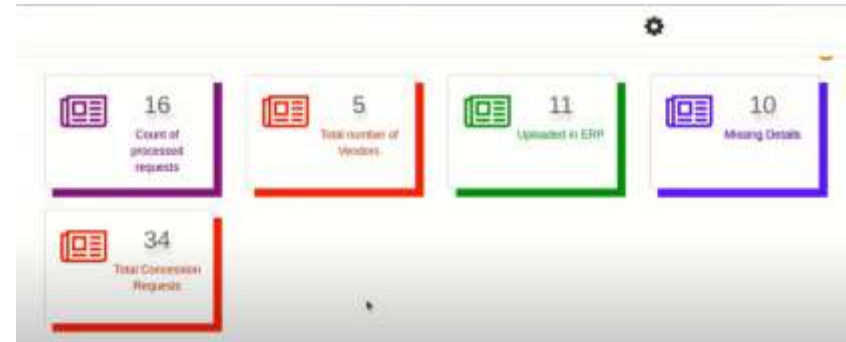 16
Count of
processed
requests
5
Total number of
Vendors
11
Uploaded in ERP
10
Missing Details
34
Total Concession
Requests